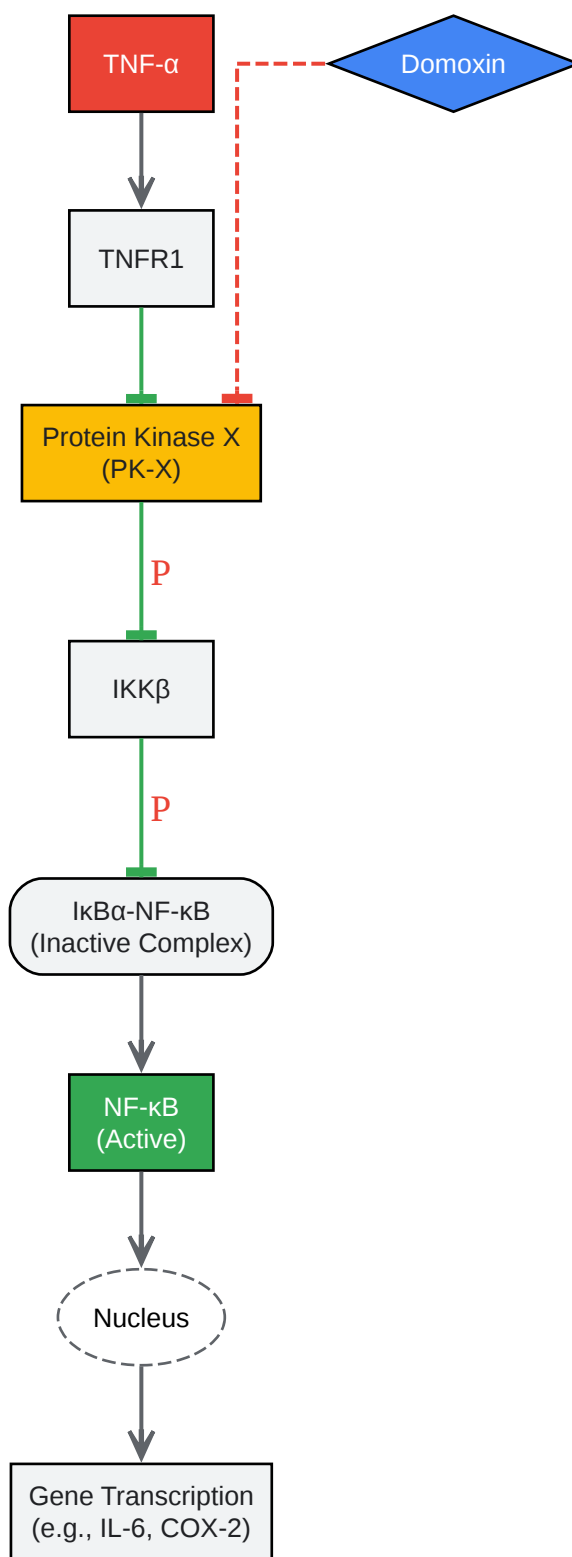 TNF-α
Domoxin
TNFR1
Protein Kinase X
(PK-X)
P
IKKβ
P
IκBα-NF-κB
(Inactive Complex)
NF-κB
(Active)
Nucleus
Gene Transcription
(e.g., IL-6, COX-2)